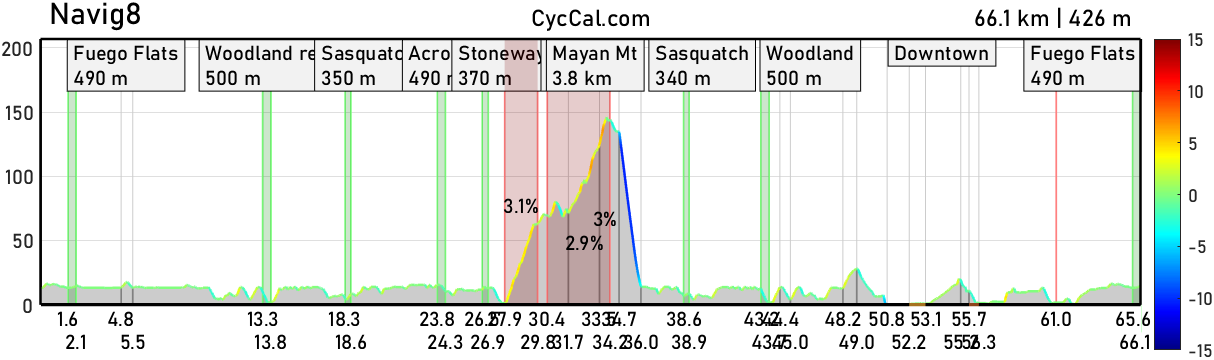 Navig8
CycCal.com
66.1 km | 426 m
Fuego Flats
490 m
Woodland re
500 m
Sasquatc
350 m
Acro
490 m
Stoneway
370 m
Mayan Mt
3.8 km
Sasquatch
340 m
Woodland
500 m
Downtown
Fuego Flats
490 m
200
150
100
50
0
3.1%
3%
2.9%
1.6 4.8 13.3 18.3 23.8 30.4 38.6 48.2 50.8 53.1 55.7 61.0 65.6
2.1 5.5 13.8 18.6 24.3 26.9 29.8 31.7 34.2 36.0 38.9 45.0 49.0 52.2 56.3 66.1
15
10
5
0
-5
-10
-15